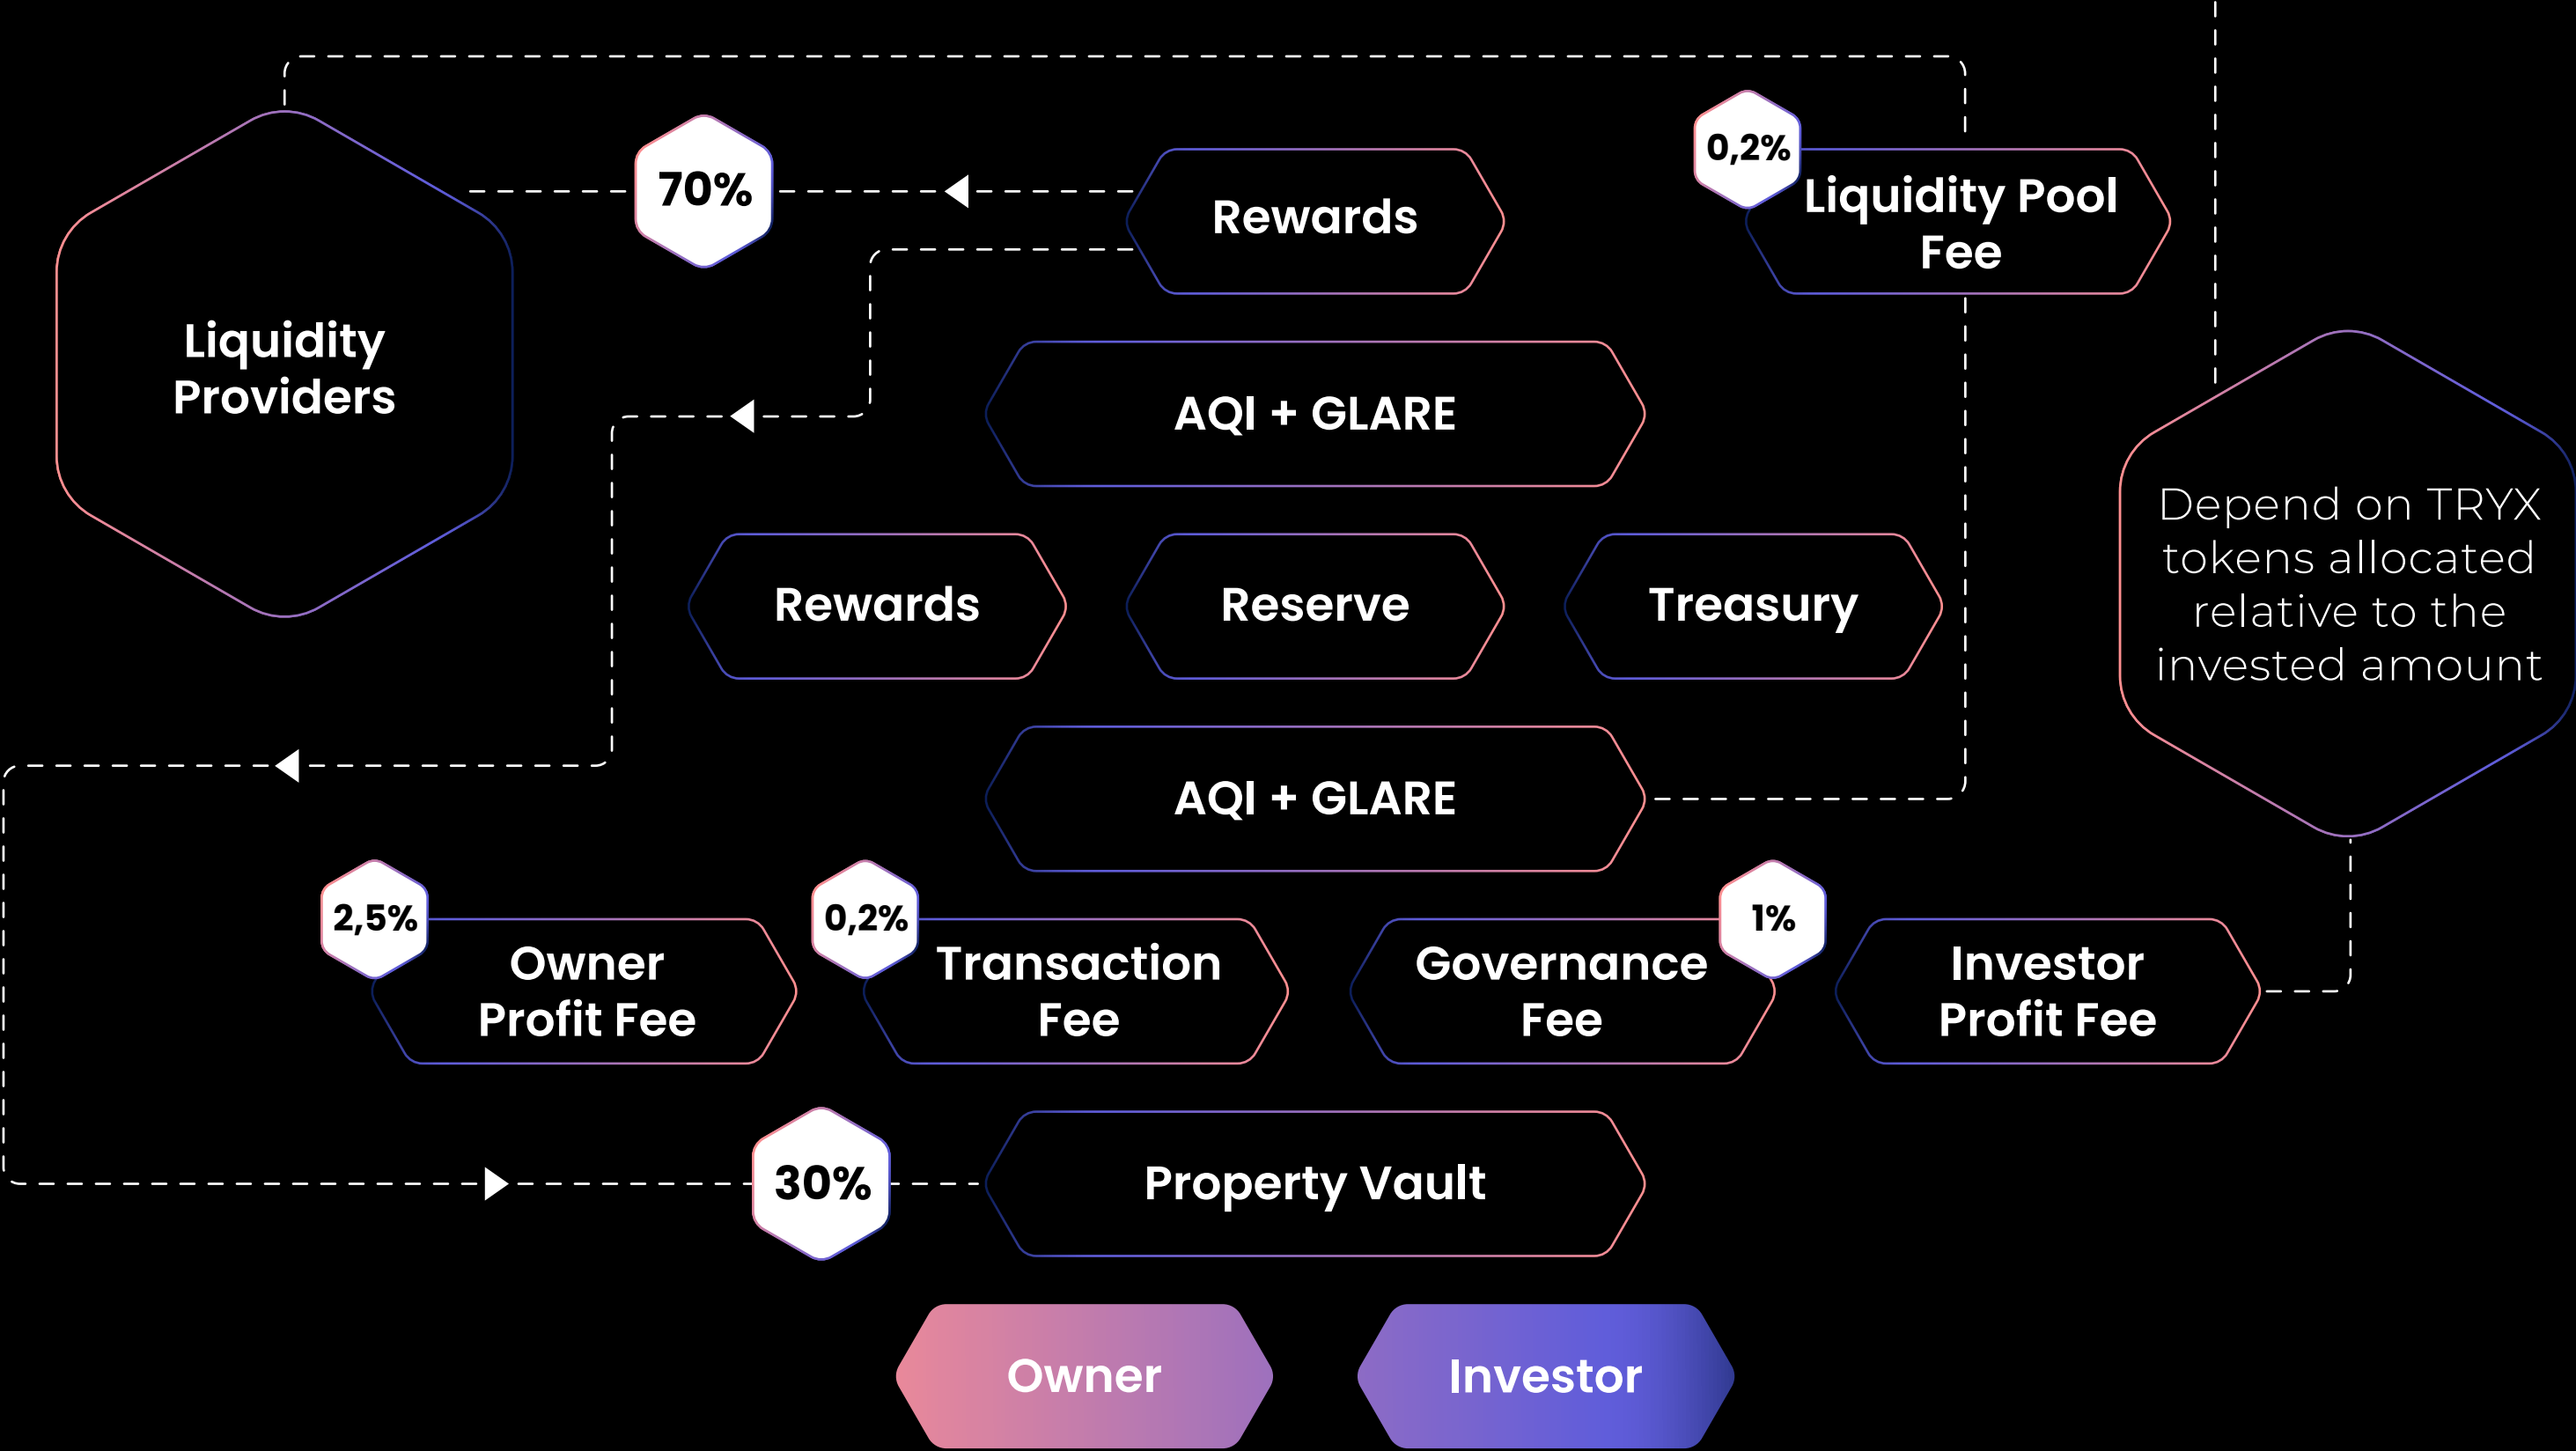 0,2%
70%
Rewards
Liquidity Pool
Fee
Liquidity
Providers
AQI + GLARE
Depend on TRYX
tokens allocated
relative to the
invested amount
Rewards
Reserve
Treasury
AQI + GLARE
2,5%
Owner
Profit Fee
0,2%
Transaction
Fee
Governance
Fee
1%
Investor
Profit Fee
30%
Property Vault
Owner
Investor